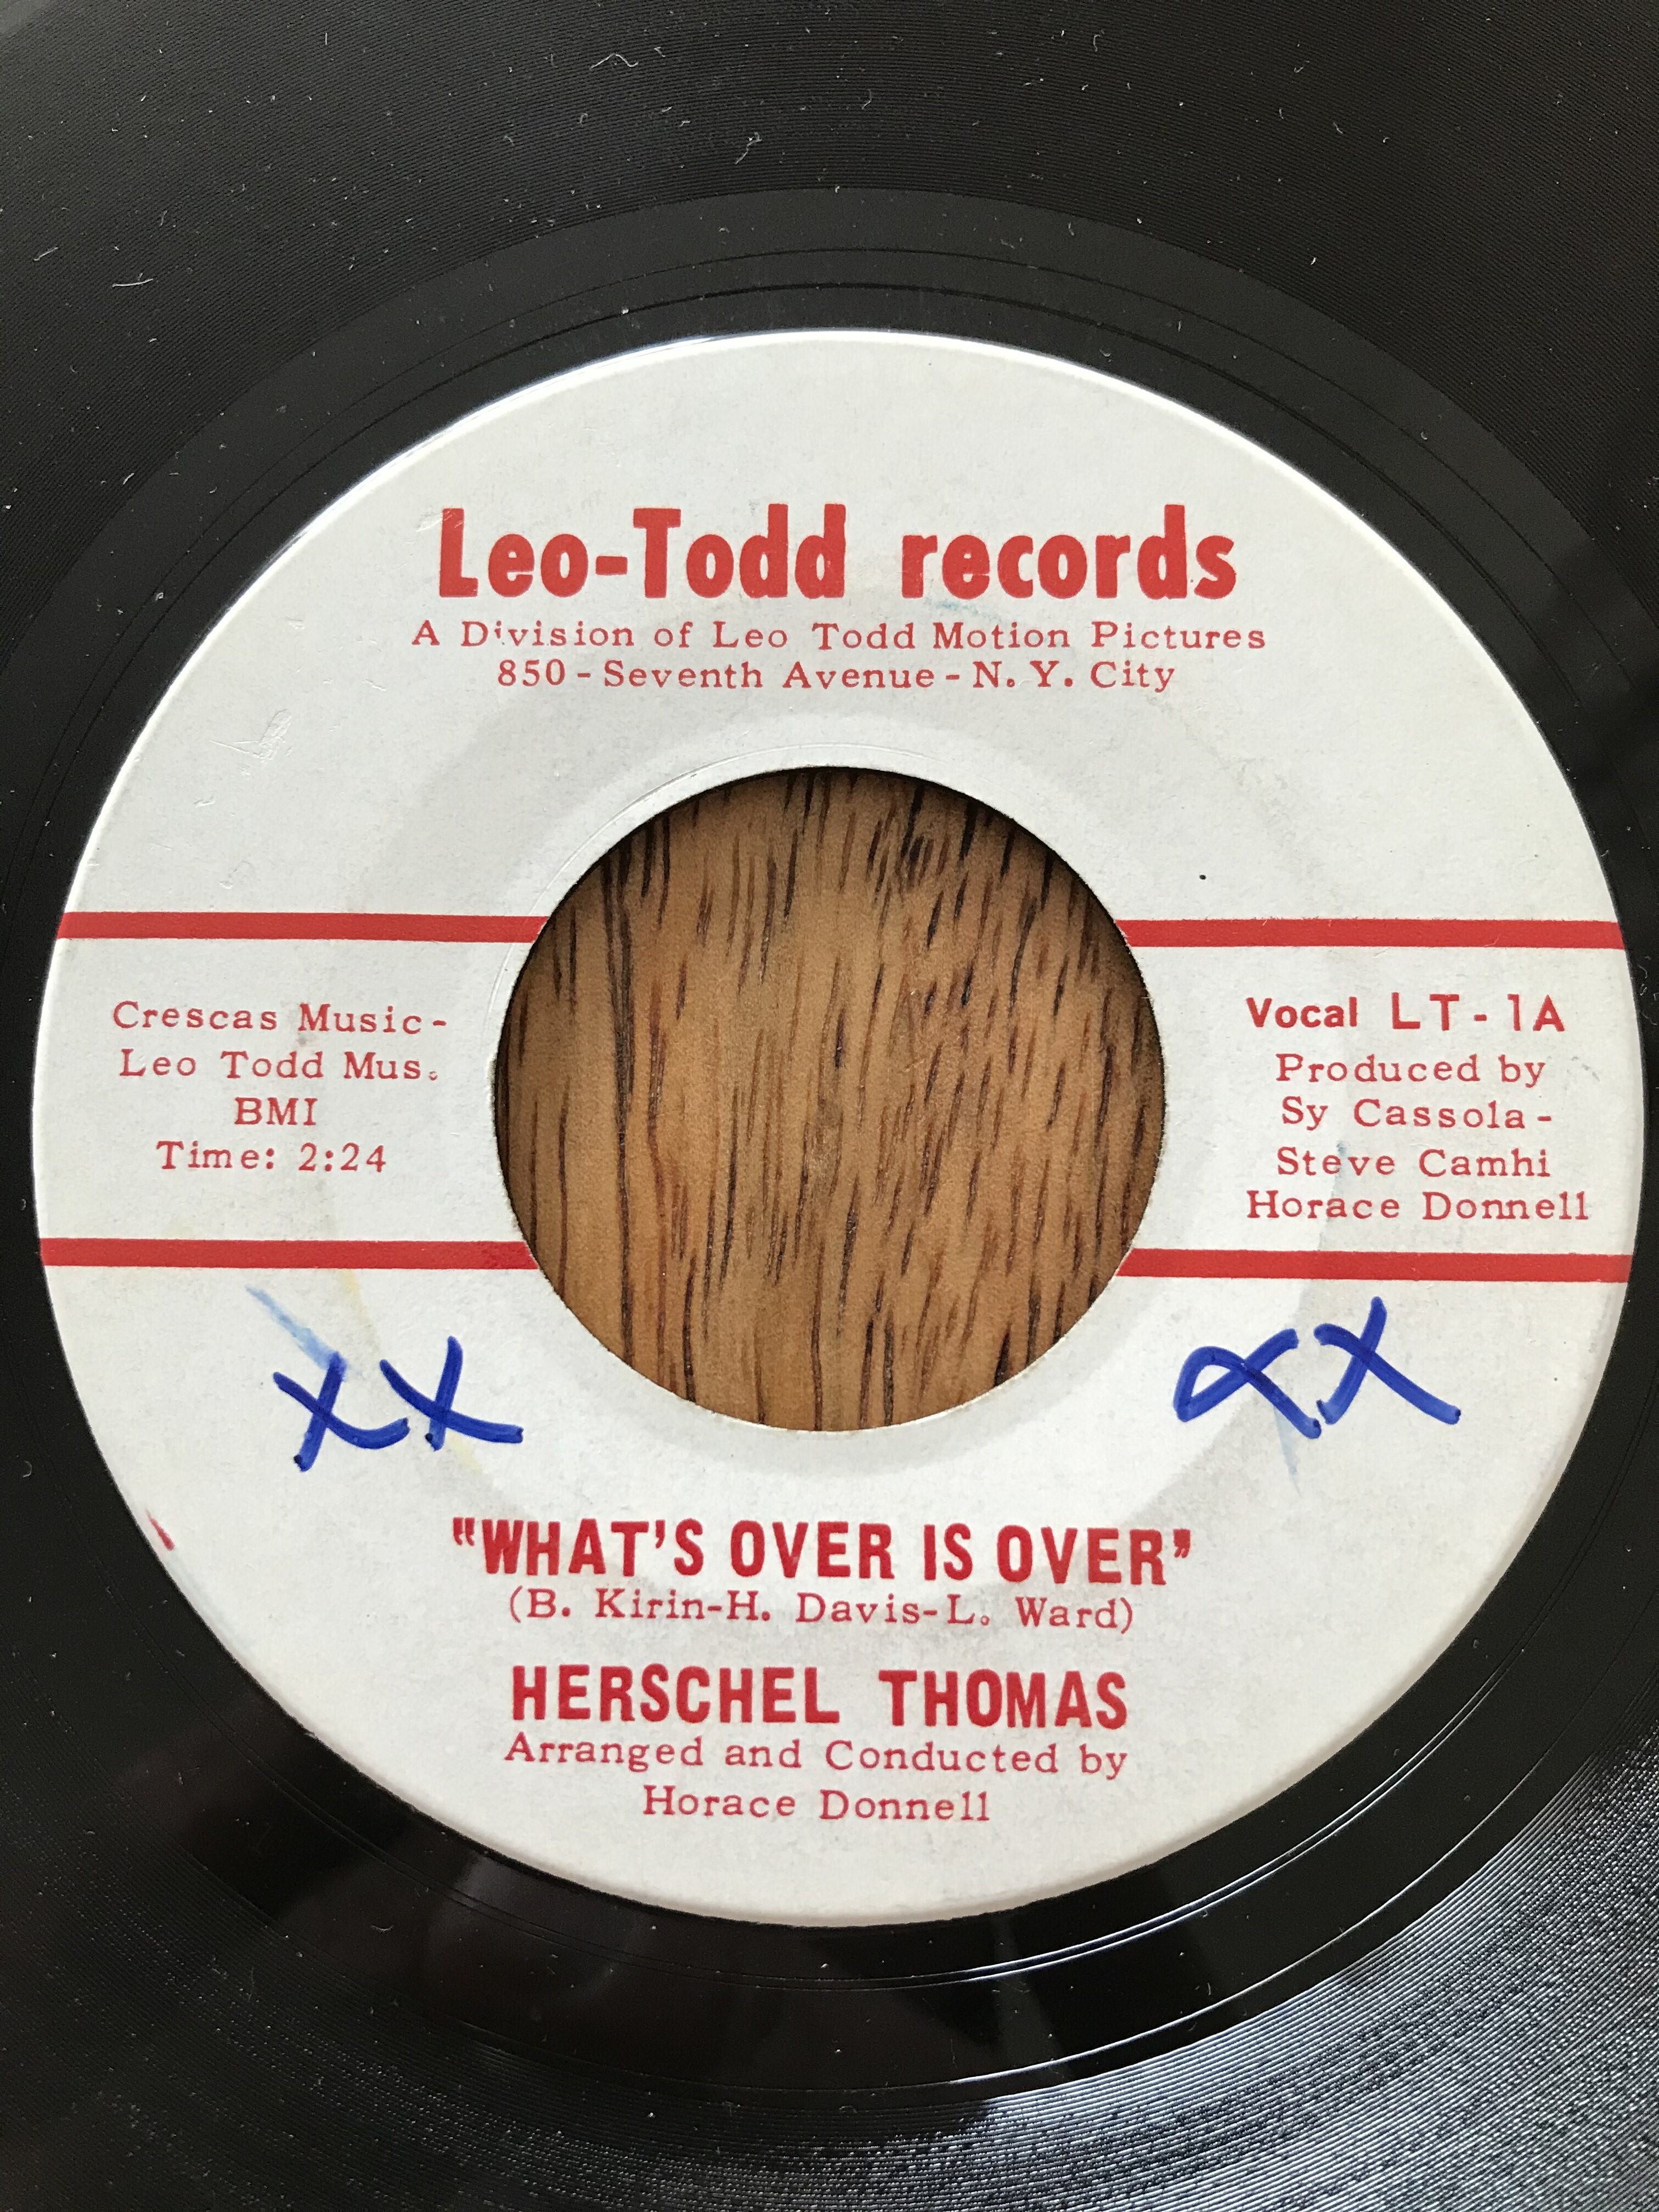 Leo-Todd records
A Division of Leo Todd Motion Pictures
850 - Seventh Avenue - N. Y. City
Crescas Music -
Leo Todd Mus.
BMI
Time: 2:24
Vocal LT - 1A
Produced by
Sy Cassola -
Steve Camhi
Horace Donnell
XX
XX
"WHAT'S OVER IS OVER"
(B. Kirin-H. Davis-L. Ward)
HERSCHEL THOMAS
Arranged and Conducted by
Horace Donnell